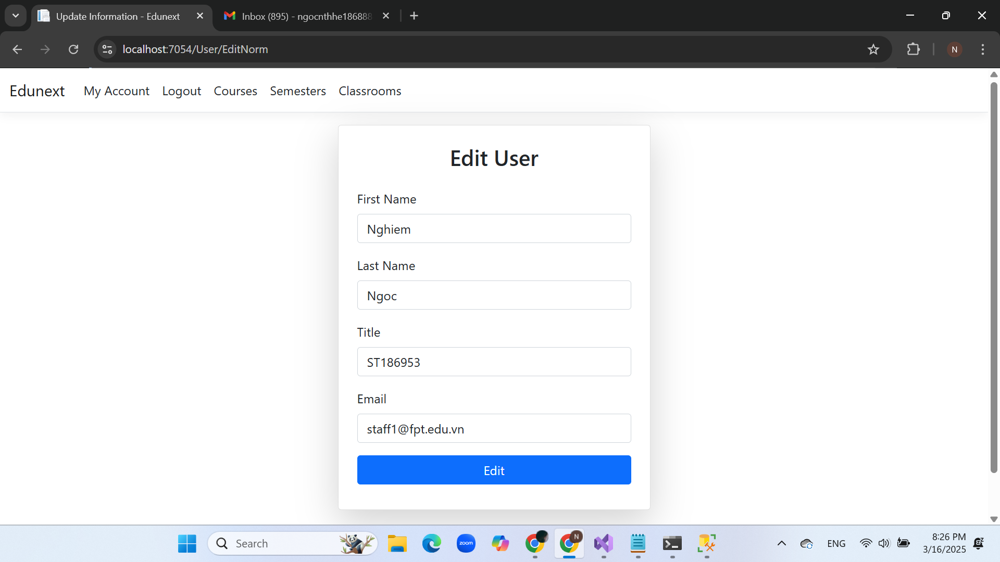 Update Information - Edunext
Inbox (895) - ngocnthhe186888
localhost:7054/User/EditNorm
N
Edunext My Account Logout Courses Semesters Classrooms
Edit User
First Name
Nghiem
Last Name
Ngoc
Title
ST186953
Email
staff1@fpt.edu.vn
Edit
Search
zoom
N
ENG
8:26 PM
3/16/2025